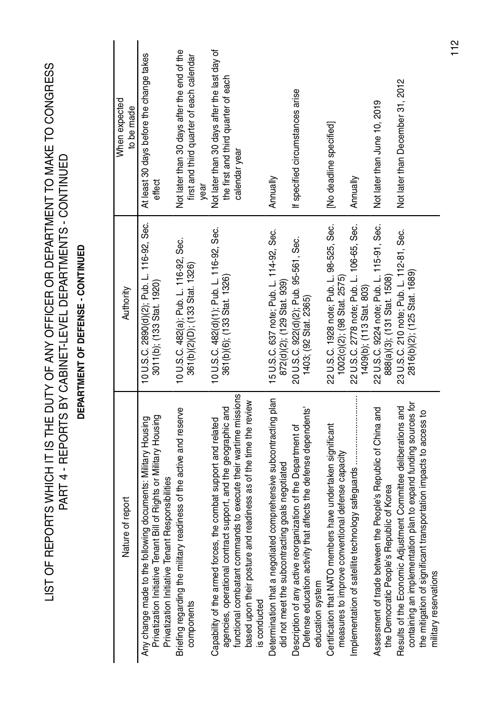 LIST OF REPORTS WHICH IT IS THE DUTY OF ANY OFFICER OR DEPARTMENT TO MAKE TO CONGRESS
PART 4 - REPORTS BY CABINET-LEVEL DEPARTMENTS - CONTINUED
DEPARTMENT OF DEFENSE - CONTINUED
Nature of report
Authority
When expected
to be made
Any change made to the following documents: Military Housing
Privatization Initiative Tenant Bill of Rights or Military Housing
Privatization Initiative Tenant Responsibilities
10 U.S.C. 2890(d)(2); Pub. L. 116-92, Sec.
3011(b); (133 Stat. 1920)
At least 30 days before the change takes
effect
Briefing regarding the military readiness of the active and reserve
components
10 U.S.C. 482(a); Pub. L. 116-92, Sec.
361(b)(2)(D); (133 Stat. 1326)
Not later than 30 days after the end of the
first and third quarter of each calendar
year
Capability of the armed forces, the combat support and related
agencies, operational contract support, and the geographic and
functional combatant commands to execute their wartime missions
based upon their posture and readiness as of the time the review
is conducted
10 U.S.C. 482(d)(1); Pub. L. 116-92, Sec.
361(b)(6); (133 Stat. 1326)
Not later than 30 days after the last day of
the first and third quarter of each
calendar year
Determination that a negotiated comprehensive subcontracting plan
did not meet the subcontracting goals negotiated
15 U.S.C. 637 note; Pub. L. 114-92, Sec.
872(d)(2); (129 Stat. 939)
Annually
Description of any active reorganization of the Department of
Defense education activity that affects the defense dependents'
education system
20 U.S.C. 922(d)(2); Pub. 95-561, Sec.
1403; (92 Stat. 2365)
If specified circumstances arise
Certification that NATO members have undertaken significant
measures to improve conventional defense capacity
22 U.S.C. 1928 note; Pub. L. 98-525, Sec.
1002(c)(2); (98 Stat. 2575)
[No deadline specified]
Implementation of satellite technology safeguards
22 U.S.C. 2778 note; Pub. L. 106-65, Sec.
1409(b); (113 Stat. 803)
Annually
Assessment of trade between the People's Republic of China and
the Democratic People's Republic of Korea
22 U.S.C. 9224 note; Pub. L. 115-91, Sec.
888(a)(3); (131 Stat. 1508)
Not later than June 10, 2019
Results of the Economic Adjustment Committee deliberations and
containing an implementation plan to expand funding sources for
the mitigation of significant transportation impacts to access to
military reservations
23 U.S.C. 210 note; Pub. L. 112-81, Sec.
2816(b)(2); (125 Stat. 1689)
Not later than December 31, 2012
112